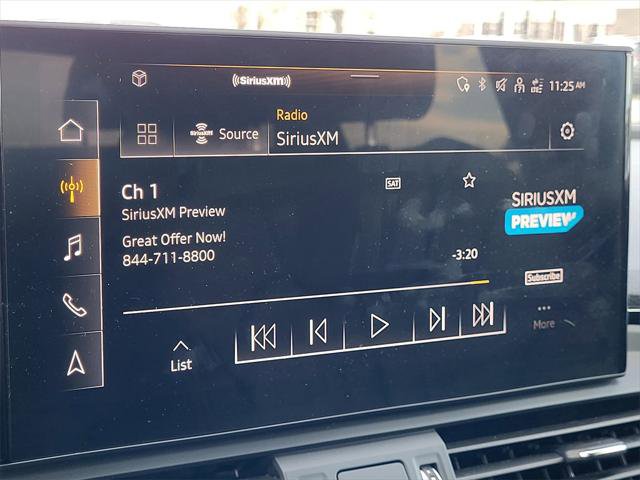 ((SiriusXM))
11:25 AM
Radio
SiriusXM
Source
SiriusXM
Ch 1
SAT
SiriusXM Preview
Great Offer Now!
844-711-8800
-3:20
SIRIUSXM
PREVIEW
Subscribe
List
More